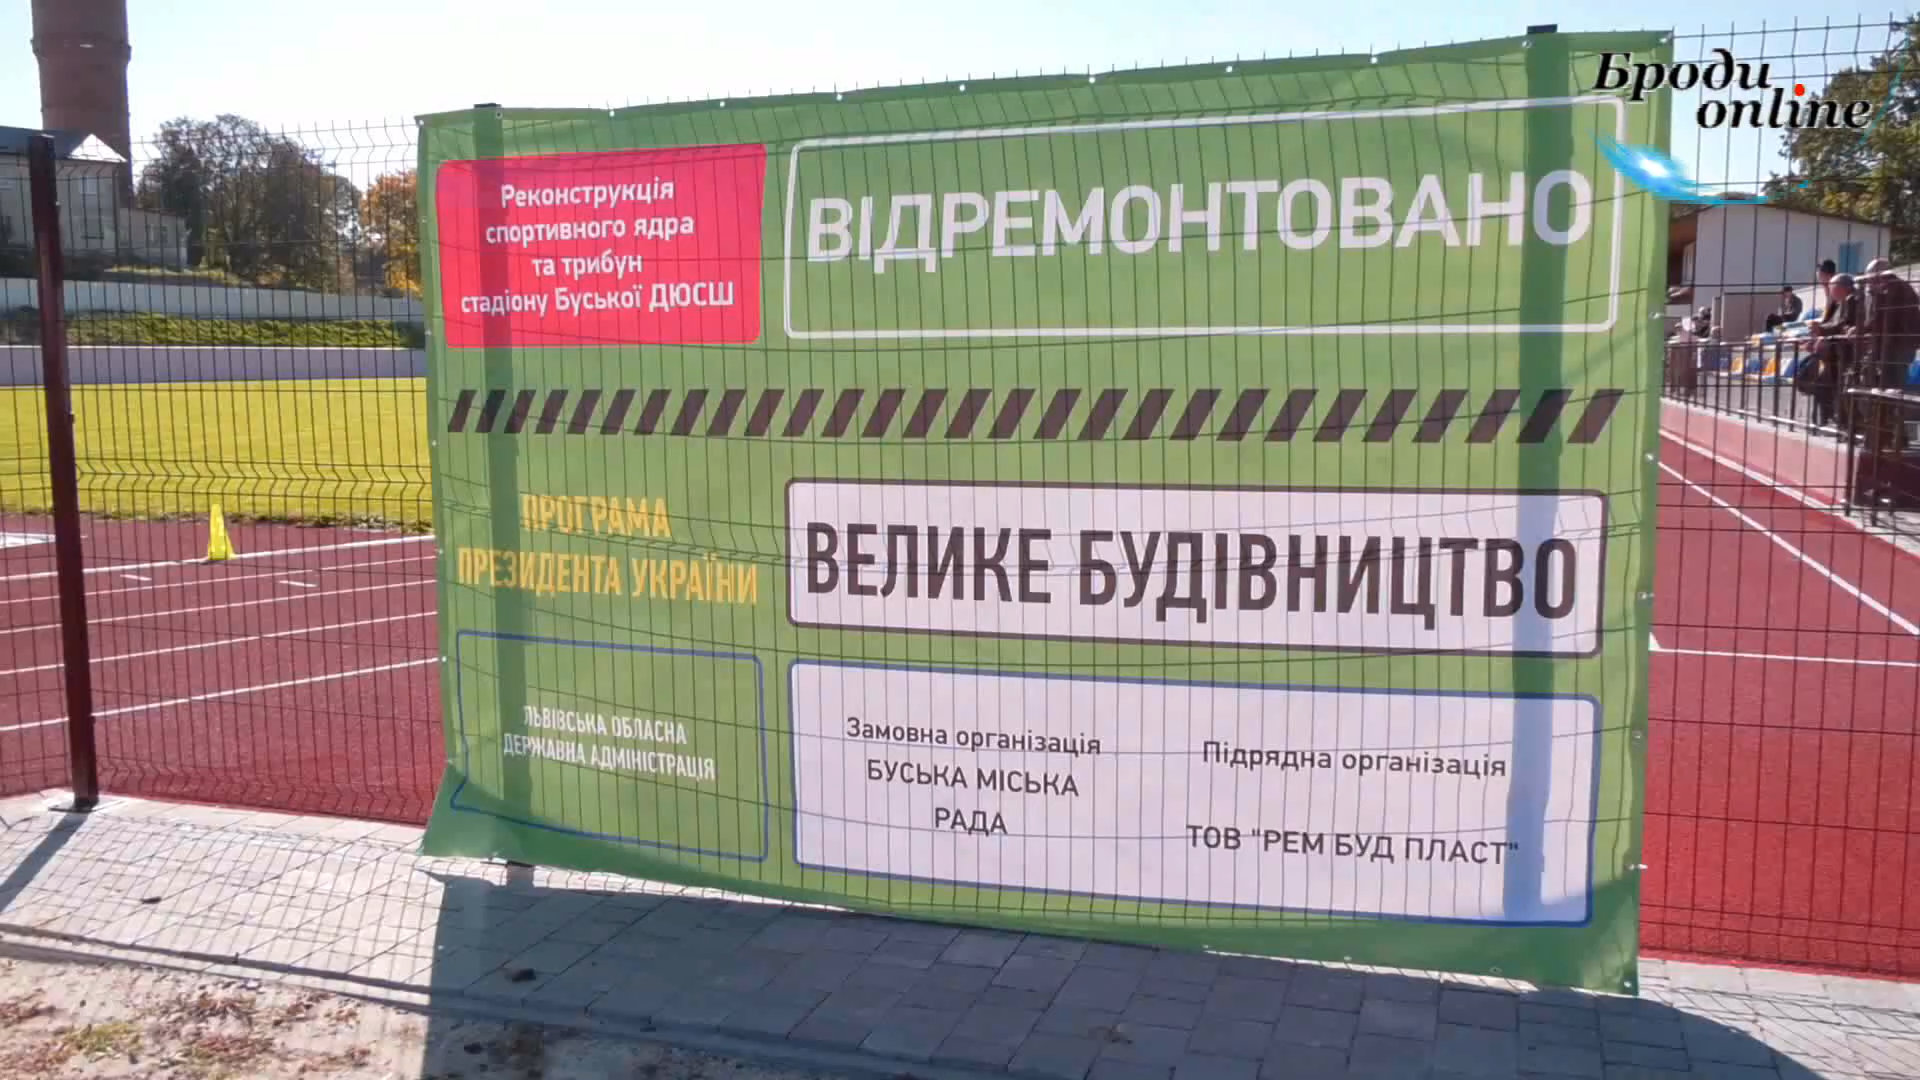 Броди
online
Реконструкція
спортивного ядра
та трибун
стадіону Буської ДЮСШ
ВІДРЕМОНТОВАНО
ПРОГРАМА
ПРЕЗИДЕНТА УКРАЇНИ
ВЕЛИКЕ БУДІВНИЦТВО
ЛЬВІВСЬКА ОБЛАСНА
ДЕРЖАВНА АДМІНІСТРАЦІЯ
Замовна організація
БУСЬКА МІСЬКА
РАДА
Підрядна організація
ТОВ "РЕМ БУД ПЛАСТ"